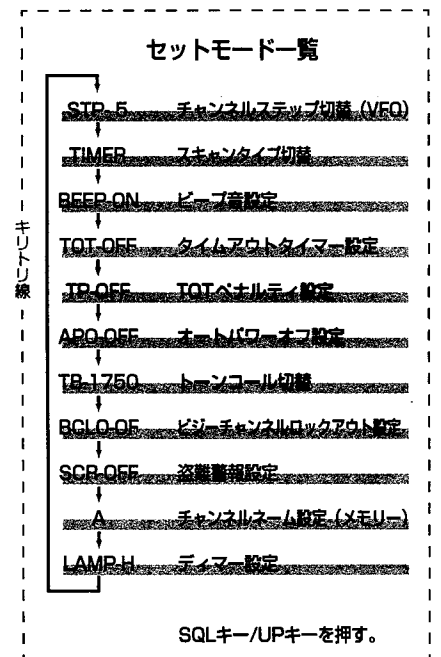 セットモード一覧
STP- 5 チャンネルステップ切替（VFO）
TIMER スキャンタイプ切替
BEEP-ON ビープ音設定
TOT-OFF タイムアウトタイマー設定
TP-OFF TOTペナルティ設定
APO-OFF オートパワーオフ設定
TB-1750 トーンコール切替
BCLO-OF ビジーチャンネルロックアウト設定
SCR-OFF 盗難警報設定
A チャンネルネーム設定（メモリー）
LAMP-H ディマー設定
SQLキー/UPキーを押す。
キリトリ線